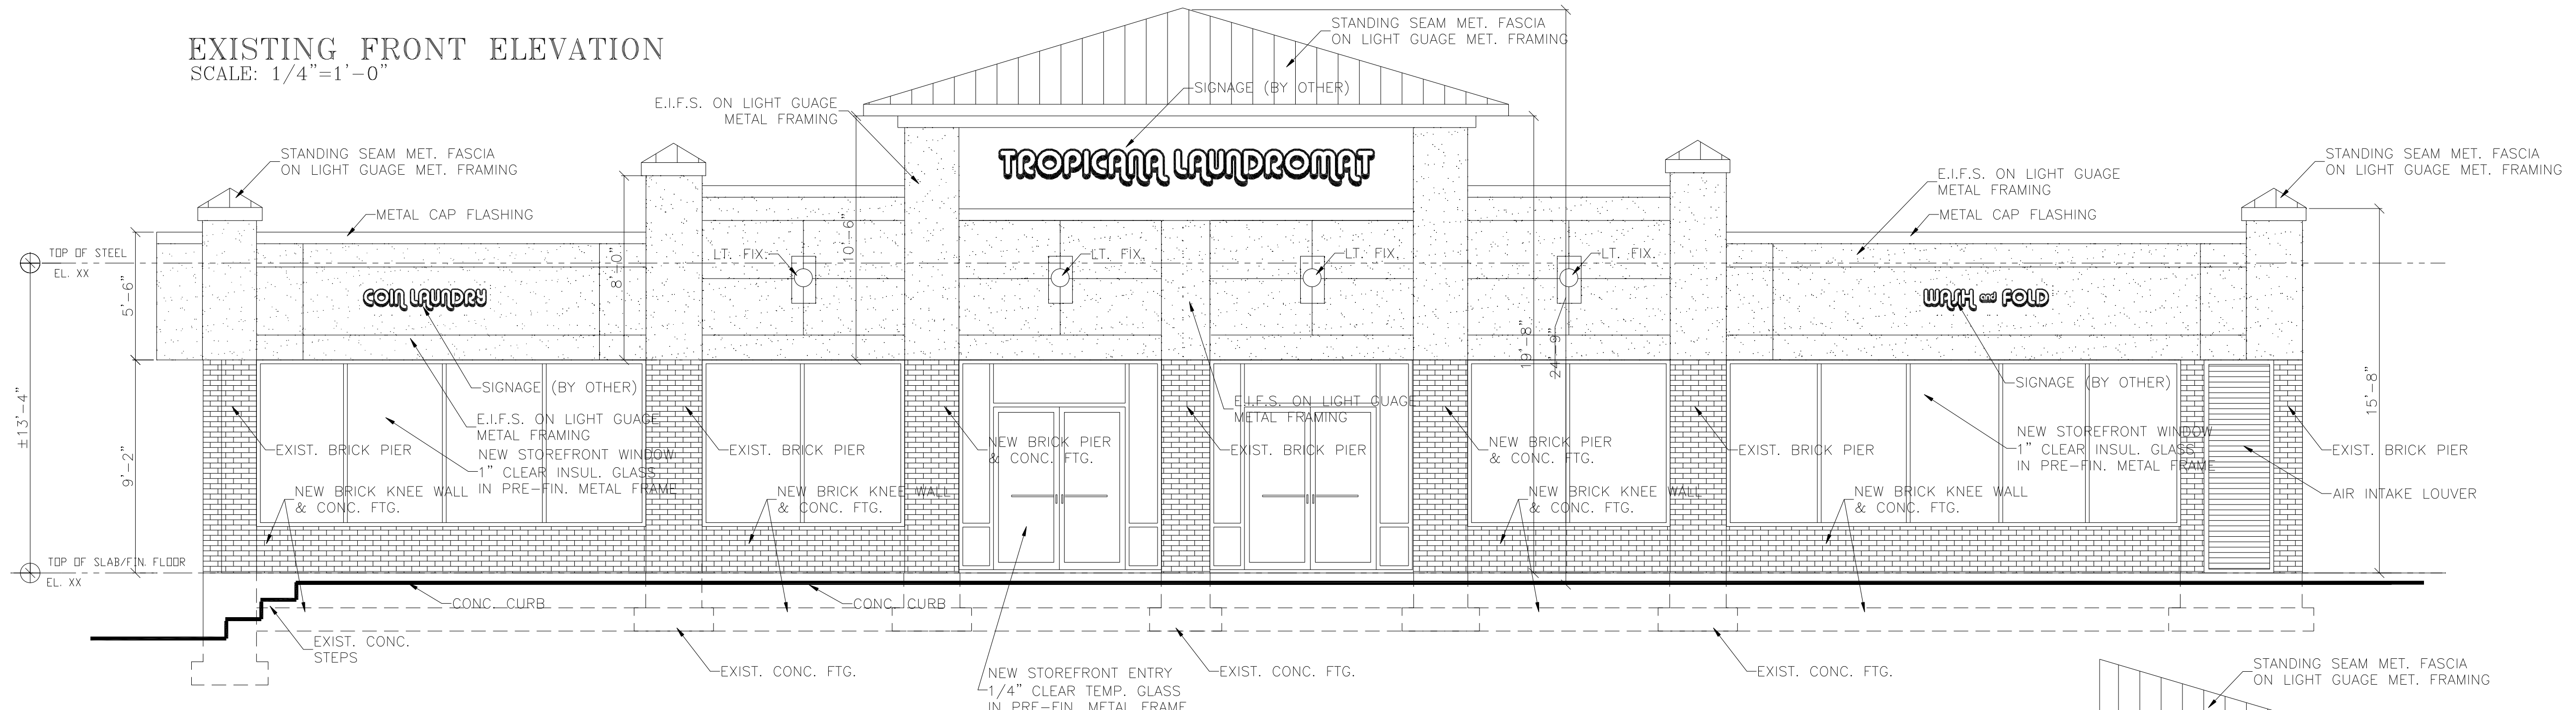 EXISTING FRONT ELEVATION
SCALE: 1/4"=1'-0"
STANDING SEAM MET. FASCIA
ON LIGHT GUAGE MET. FRAMING
SIGNAGE (BY OTHER)
E.I.F.S. ON LIGHT GUAGE
METAL FRAMING
TROPICANA LAUNDROMAT
STANDING SEAM MET. FASCIA
ON LIGHT GUAGE MET. FRAMING
METAL CAP FLASHING
E.I.F.S. ON LIGHT GUAGE
METAL FRAMING
METAL CAP FLASHING
STANDING SEAM MET. FASCIA
ON LIGHT GUAGE MET. FRAMING
TOP OF STEEL
EL. XX
5'-6"
8'-0"
10'-6"
LT. FIX.
LT. FIX.
LT. FIX.
LT. FIX.
COIN LAUNDRY
WASH and FOLD
19'-8"
24'-9"
±13'-4"
9'-2"
15'-8"
SIGNAGE (BY OTHER)
E.I.F.S. ON LIGHT GUAGE
METAL FRAMING
EXIST. BRICK PIER
NEW STOREFRONT WINDOW
1" CLEAR INSUL. GLASS
IN PRE-FIN. METAL FRAME
NEW BRICK KNEE WALL
& CONC. FTG.
EXIST. BRICK PIER
NEW BRICK KNEE WALL
& CONC. FTG.
NEW BRICK PIER
& CONC. FTG.
E.I.F.S. ON LIGHT GUAGE
METAL FRAMING
EXIST. BRICK PIER
NEW BRICK PIER
& CONC. FTG.
NEW BRICK KNEE WALL
& CONC. FTG.
EXIST. BRICK PIER
SIGNAGE (BY OTHER)
NEW STOREFRONT WINDOW
1" CLEAR INSUL. GLASS
IN PRE-FIN. METAL FRAME
NEW BRICK KNEE WALL
& CONC. FTG.
EXIST. BRICK PIER
AIR INTAKE LOUVER
TOP OF SLAB/FIN. FLOOR
EL. XX
CONC. CURB
CONC. CURB
EXIST. CONC.
STEPS
EXIST. CONC. FTG.
NEW STOREFRONT ENTRY
1/4" CLEAR TEMP. GLASS
IN PRE-FIN. METAL FRAME
EXIST. CONC. FTG.
EXIST. CONC. FTG.
STANDING SEAM MET. FASCIA
ON LIGHT GUAGE MET. FRAMING